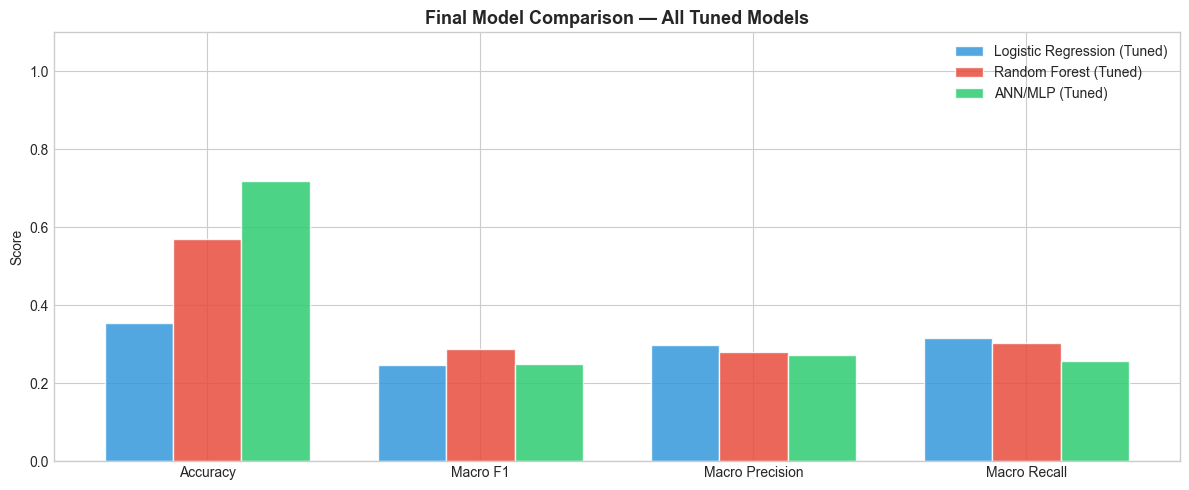 Final Model Comparison — All Tuned Models
Logistic Regression (Tuned)
Random Forest (Tuned)
ANN/MLP (Tuned)
Score
1.0
0.8
0.6
0.4
0.2
0.0
Accuracy
Macro F1
Macro Precision
Macro Recall